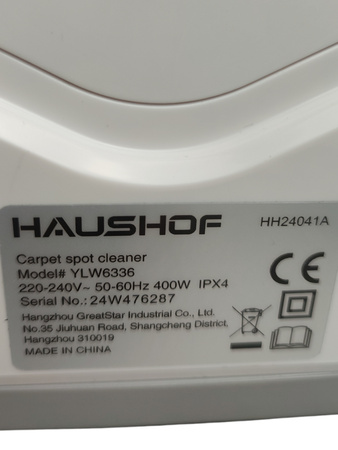 HAUSHOF HH24041A
Carpet spot cleaner
Model# YLW6336
220-240V~ 50-60Hz 400W IPX4
Serial No.: 24W476287
Hangzhou GreatStar Industrial Co., Ltd.
No.35 Jiuhuan Road, Shangcheng District,
Hangzhou 310019
MADE IN CHINA
CE